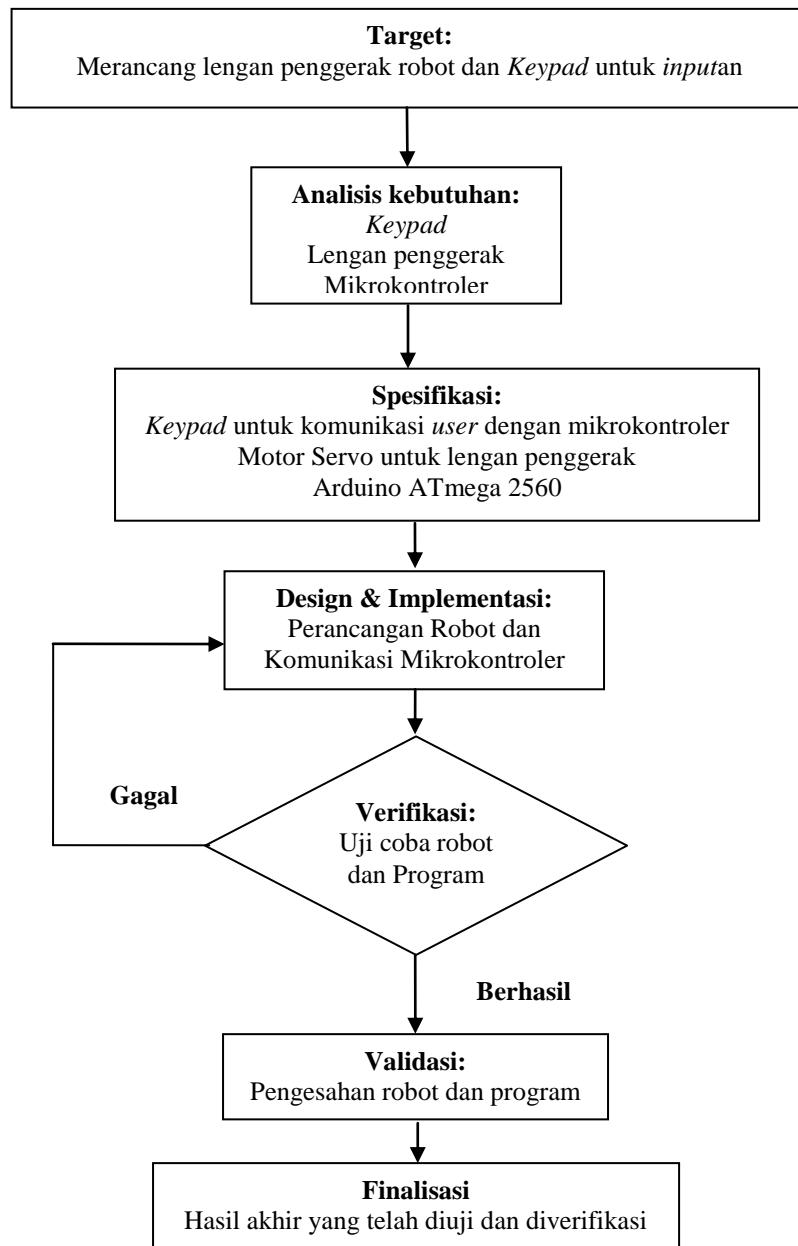 Target:
Merancang lengan penggerak robot dan Keypad untuk inputan
Analisis kebutuhan:
Keypad
Lengan penggerak
Mikrokontroler
Spesifikasi:
Keypad untuk komunikasi user dengan mikrokontroler
Motor Servo untuk lengan penggerak
Arduino ATmega 2560
Design & Implementasi:
Perancangan Robot dan
Komunikasi Mikrokontroler
Gagal
Verifikasi:
Uji coba robot
dan Program
Berhasil
Validasi:
Pengesahan robot dan program
Finalisasi
Hasil akhir yang telah diuji dan diverifikasi